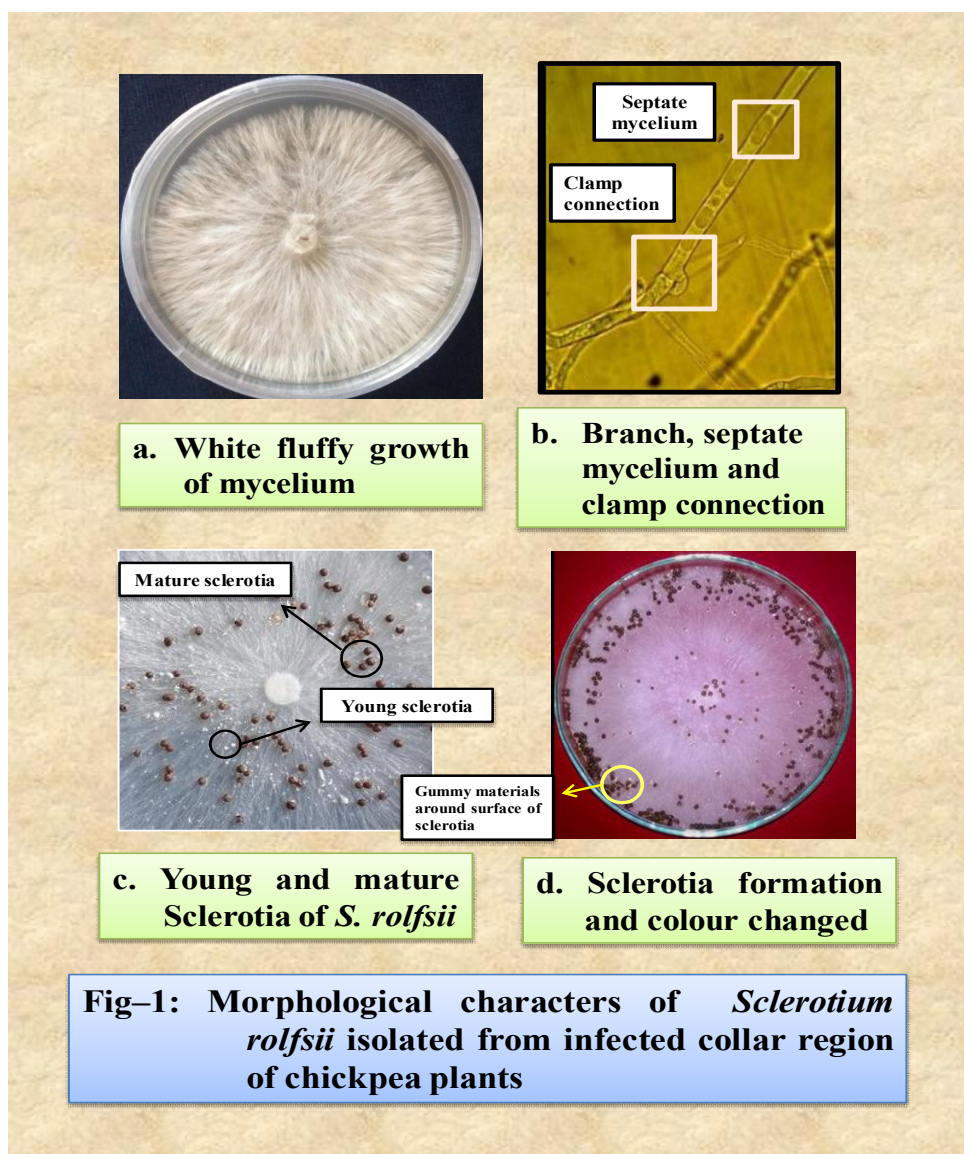 Septate
mycelium
Clamp
connection
a. White fluffy growth
of mycelium
b. Branch, septate
mycelium and
clamp connection
Mature sclerotia
Young sclerotia
Gummy materials
around surface of
sclerotia
c. Young and mature
Sclerotia of S. rolfsii
d. Sclerotia formation
and colour changed
Fig–1: Morphological characters of Sclerotium
rolfsii isolated from infected collar region
of chickpea plants